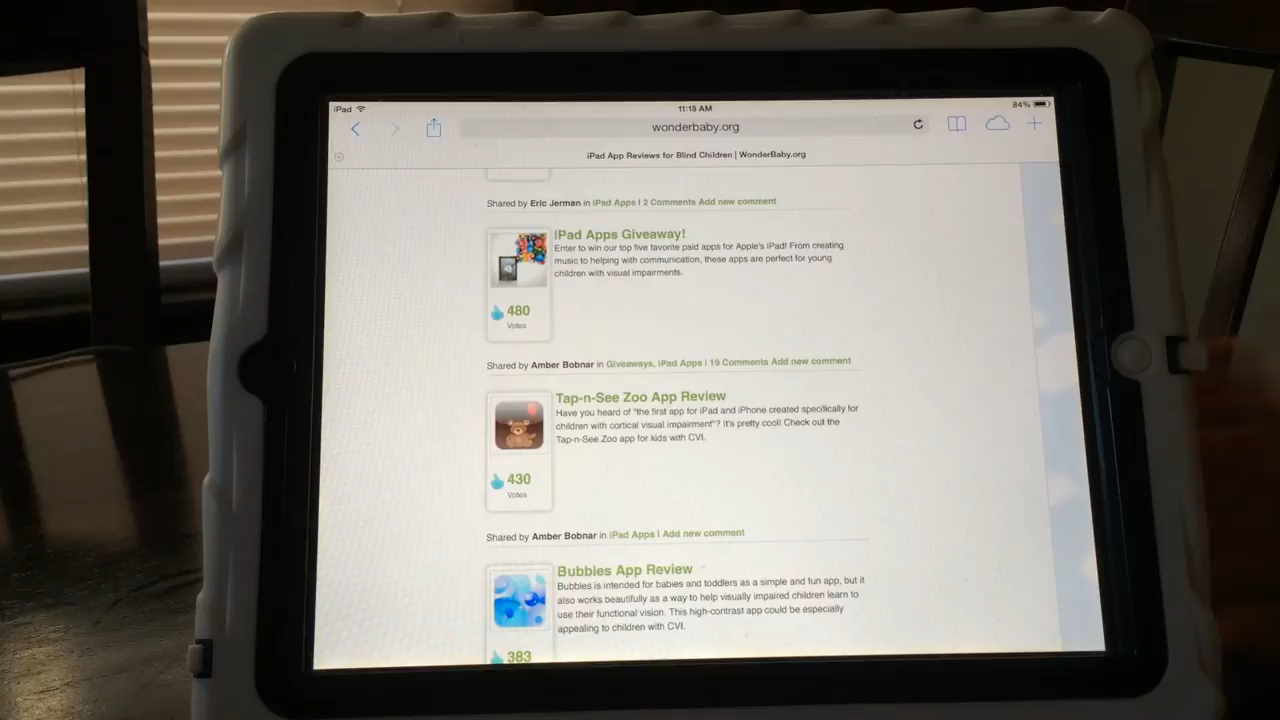 iPad
11:18 AM
84%
wonderbaby.org
iPad App Reviews for Blind Children | WonderBaby.org
Shared by Eric Jerman in iPad Apps | 2 Comments Add new comment
iPad Apps Giveaway!
Enter to win our top five favorite paid apps for Apple's iPad! From creating
music to helping with communication, these apps are perfect for young
children with visual impairments.
480
Votes
Shared by Amber Bobnar in Giveaways, iPad Apps | 19 Comments Add new comment
Tap-n-See Zoo App Review
Have you heard of "the first app for iPad and iPhone created specifically for
children with cortical visual impairment"? It's pretty cool! Check out the
Tap-n-See Zoo app for kids with CVI.
430
Votes
Shared by Amber Bobnar in iPad Apps | Add new comment
Bubbles App Review
Bubbles is intended for babies and toddlers as a simple and fun app, but it
also works beautifully as a way to help visually impaired children learn to
use their functional vision. This high-contrast app could be especially
appealing to children with CVI.
383